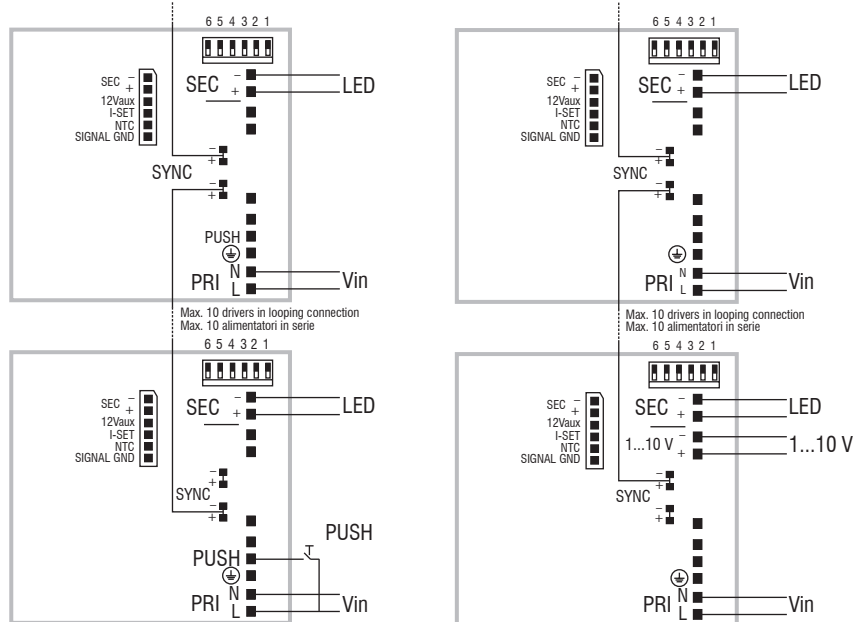 6 5 4 3 2 1
SEC −
+
12Vaux
I-SET
NTC
SIGNAL GND
SEC − LED
+
−
+
SYNC
−
+
PUSH
N
PRI Vin
L
Max. 10 drivers in looping connection
Max. 10 alimentatori in serie
6 5 4 3 2 1
SEC −
+
12Vaux
I-SET
NTC
SIGNAL GND
SEC − LED
+
−
+
SYNC
−
+
PUSH
PUSH
N
PRI Vin
L
6 5 4 3 2 1
SEC −
+
12Vaux
I-SET
NTC
SIGNAL GND
SEC − LED
+
−
+
SYNC
−
+
N
PRI Vin
L
Max. 10 drivers in looping connection
Max. 10 alimentatori in serie
6 5 4 3 2 1
SEC −
+
12Vaux
I-SET
NTC
SIGNAL GND
SEC − LED
+
1...10 V − 1...10 V
+
−
+
SYNC
−
+
N
PRI Vin
L